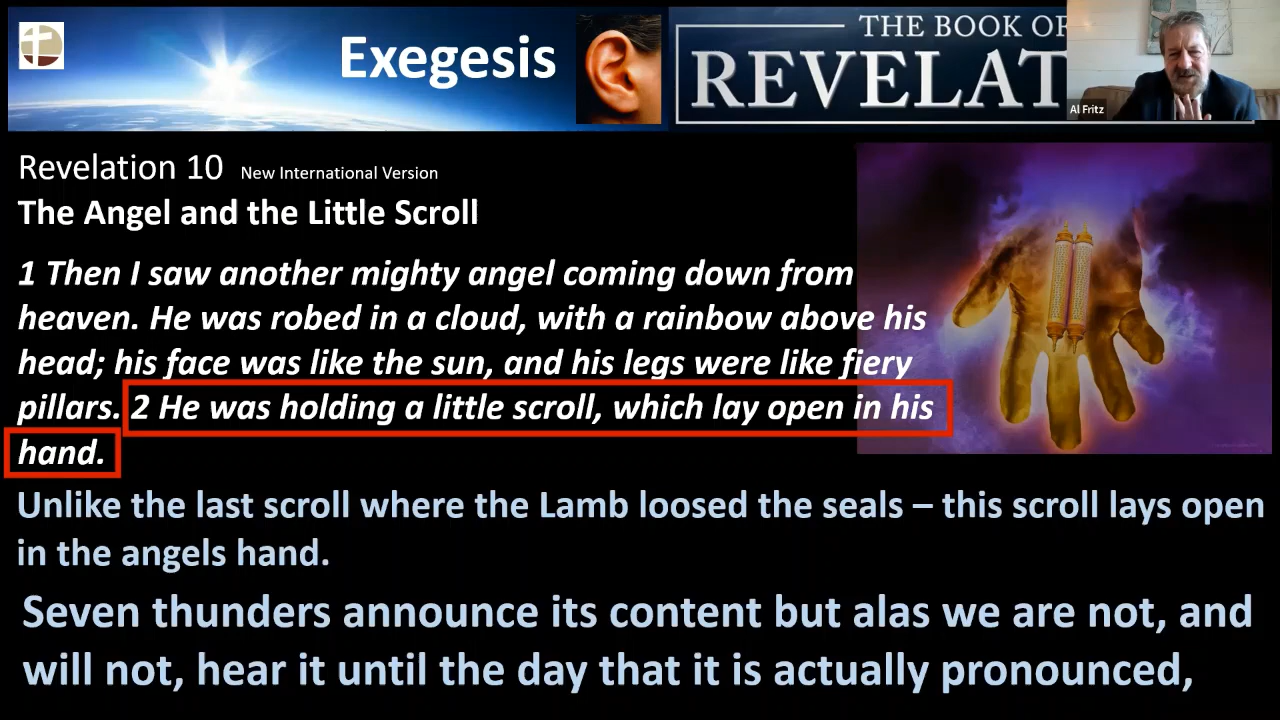 Exegesis
THE BOOK OF
REVELAT
Al Fritz
Revelation 10 New International Version
The Angel and the Little Scroll
1 Then I saw another mighty angel coming down from
heaven. He was robed in a cloud, with a rainbow above his
head; his face was like the sun, and his legs were like fiery
pillars. 2 He was holding a little scroll, which lay open in his
hand.
Unlike the last scroll where the Lamb loosed the seals – this scroll lays open
in the angels hand.
Seven thunders announce its content but alas we are not, and
will not, hear it until the day that it is actually pronounced,